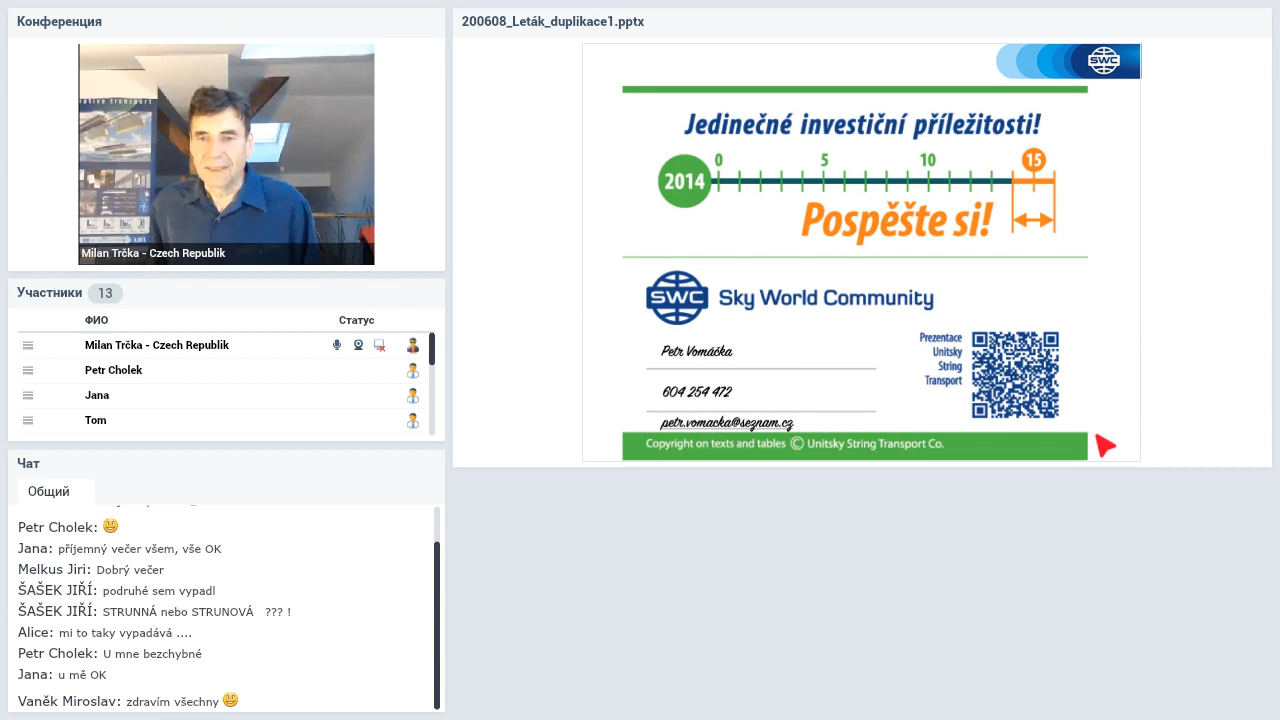 Конференция
ative transport
Milan Trčka - Czech Republik
Участники 13
ФИО Статус
Milan Trčka - Czech Republik
Petr Cholek
Jana
Tom
Чат
Общий
Petr Cholek:
Jana: příjemný večer všem, vše OK
Melkus Jiri: Dobrý večer
ŠAŠEK JIŘÍ: podruhé sem vypadl
ŠAŠEK JIŘÍ: STRUNNÁ nebo STRUNOVÁ ??? !
Alice: mi to taky vypadává ....
Petr Cholek: U mne bezchybné
Jana: u mě OK
Vaněk Miroslav: zdravím všechny
200608_Leták_duplikace1.pptx
SWC
Jedinečné investiční příležitosti!
0 5 10 15
2014
Pospěšte si!
SWC Sky World Community
Petr Vomáčka
604 254 472
petr.vomacka@seznam.cz
Prezentace
Unitsky
String
Transport
Copyright on texts and tables © Unitsky String Transport Co.